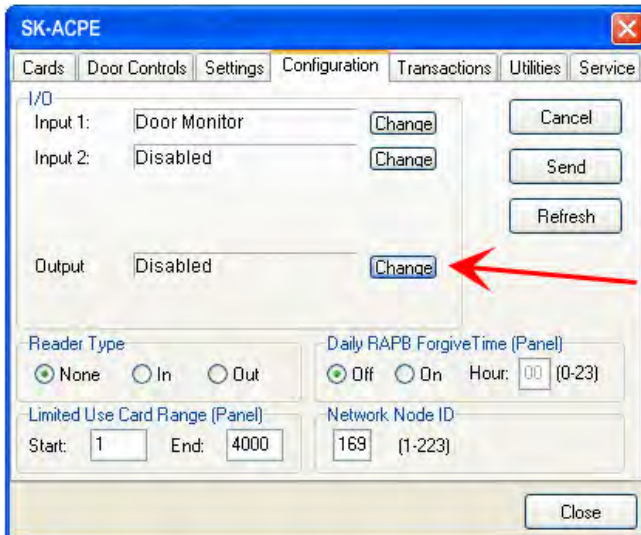 SK-ACPE
Cards Door Controls Settings Configuration Transactions Utilities Service
I/O
Input 1: Door Monitor Change Cancel
Input 2: Disabled Change Send
Refresh
Output Disabled Change
Reader Type Daily RAPB ForgiveTime (Panel)
None In Out Off On Hour: 00 (0-23)
Limited Use Card Range (Panel) Network Node ID
Start: 1 End: 4000 169 (1-223)
Close